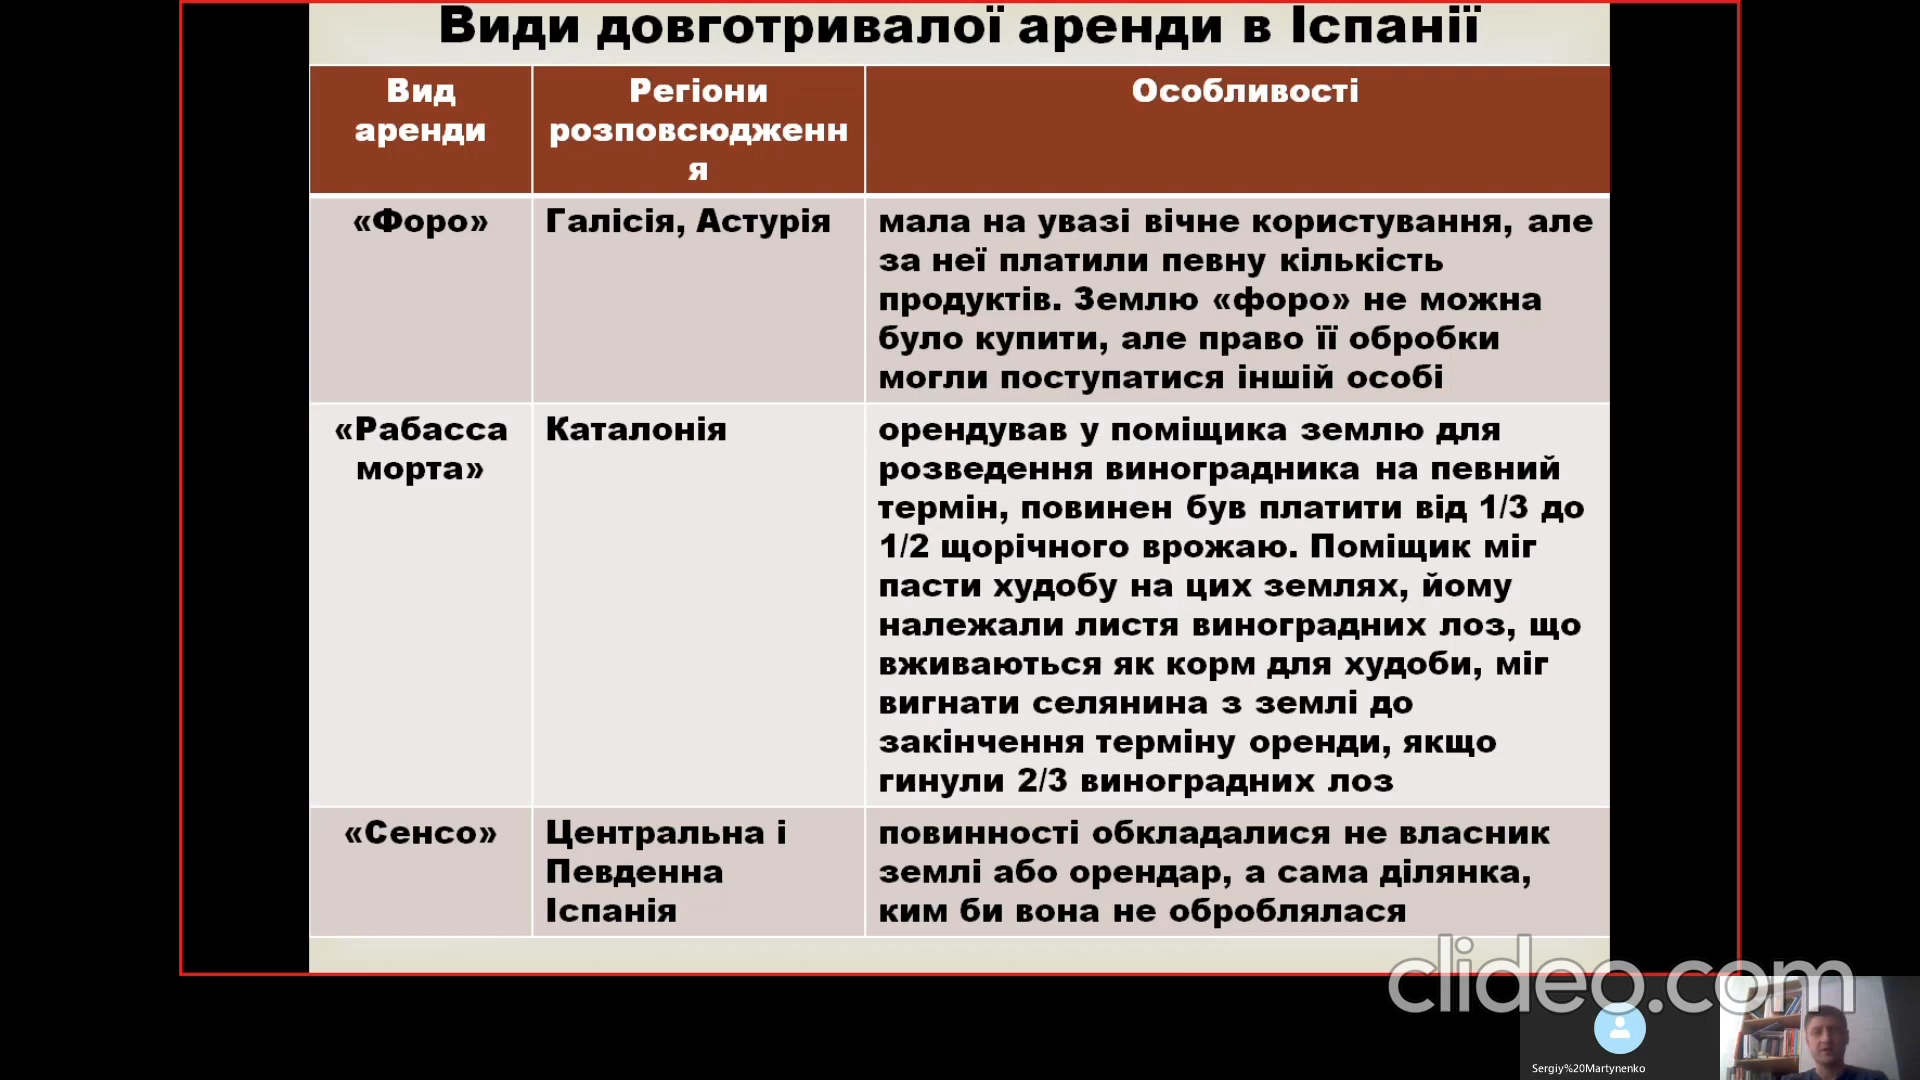 Види довготривалої аренди в Іспанії
Вид
аренди
Регіони
розповсюдженн
я
Особливості
«Форо»
Галісія, Астурія
мала на увазі вічне користування, але
за неї платили певну кількість
продуктів. Землю «форо» не можна
було купити, але право її обробки
могли поступатися іншій особі
«Рабасса
морта»
Каталонія
орендував у поміщика землю для
розведення виноградника на певний
термін, повинен був платити від 1/3 до
1/2 щорічного врожаю. Поміщик міг
пасти худобу на цих землях, йому
належали листя виноградних лоз, що
вживаються як корм для худоби, міг
вигнати селянина з землі до
закінчення терміну оренди, якщо
гинули 2/3 виноградних лоз
«Сенсо»
Центральна і
Певденна
Іспанія
повинності обкладалися не власник
землі або орендар, а сама ділянка,
ким би вона не оброблялася
clideo.com
Sergiy%20Martynenko